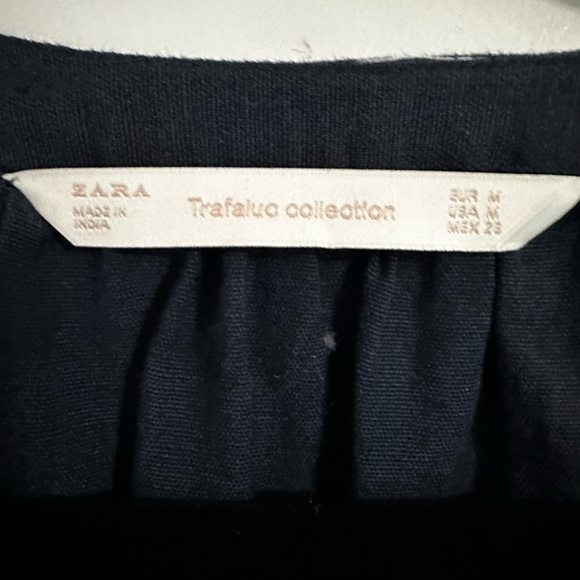 ZARA
MADE IN
INDIA
Trafaluc collection
EUR M
USA M
MEX 28